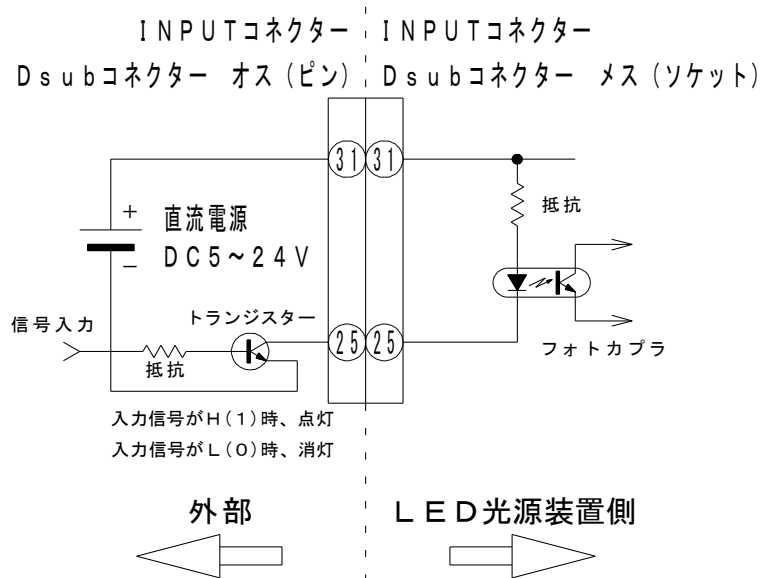 INPUTコネクター
Dsubコネクター オス(ピン)
INPUTコネクター
Dsubコネクター メス(ソケット)
31
31
+
直流電源
DC5~24V
−
抵抗
信号入力
トランジスター
抵抗
25
25
フォトカプラ
入力信号がH(1)時、点灯
入力信号がL(0)時、消灯
外部
LED光源装置側